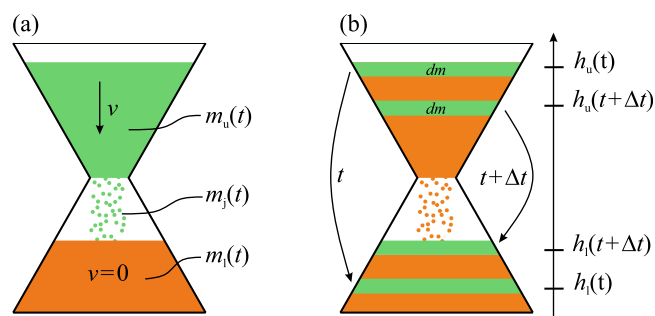 (a)
v
m_u(t)
m_j(t)
m_l(t)
v=0
(b)
dm
dm
t
t+Δt
h_u(t)
h_u(t+Δt)
h_l(t+Δt)
h_l(t)